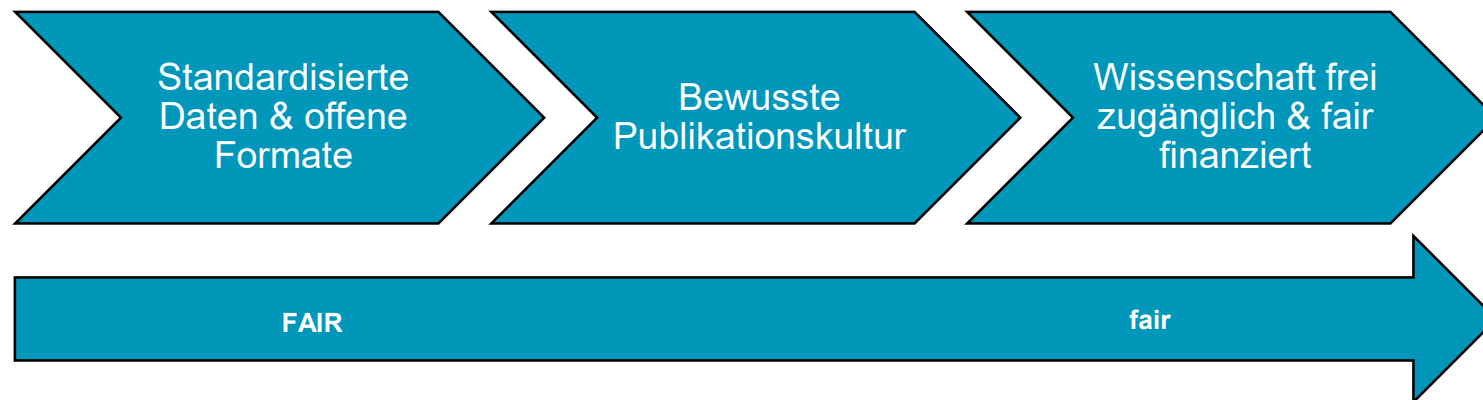 Standardisierte
Daten & offene
Formate
Bewusste
Publikationskultur
Wissenschaft frei
zugänglich & fair
finanziert
FAIR
fair